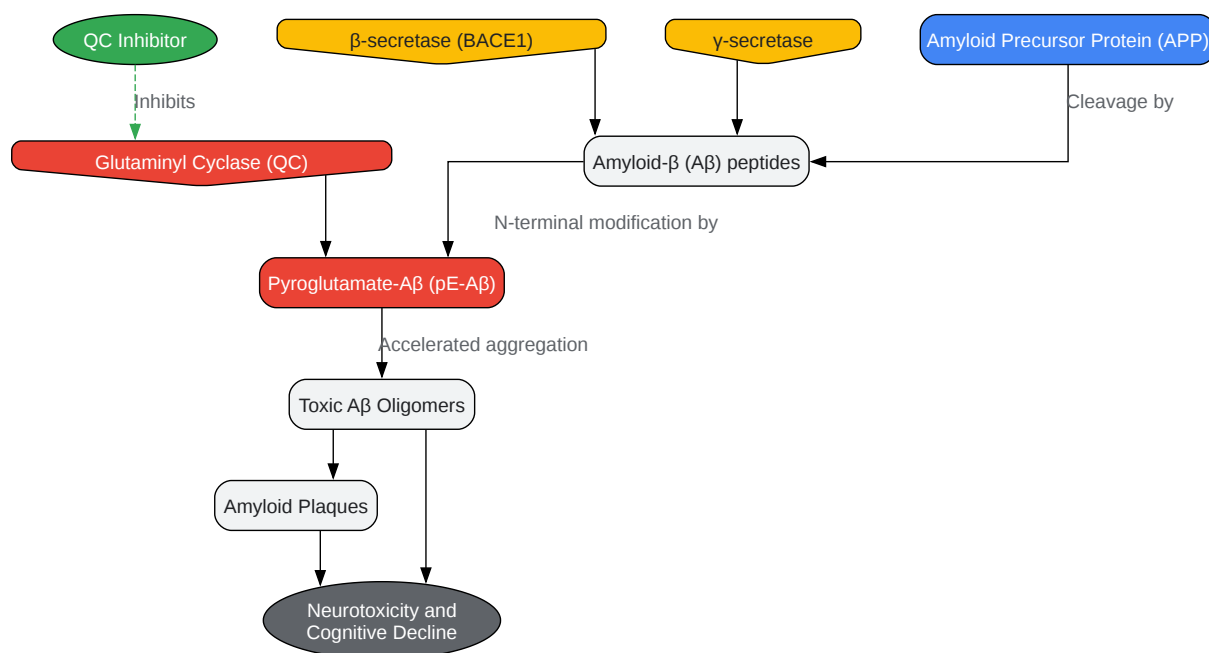 QC Inhibitor
β-secretase (BACE1)
γ-secretase
Amyloid Precursor Protein (APP)
Inhibits
Cleavage by
Glutaminyl Cyclase (QC)
Amyloid-β (Aβ) peptides
N-terminal modification by
Pyroglutamate-Aβ (pE-Aβ)
Accelerated aggregation
Toxic Aβ Oligomers
Amyloid Plaques
Neurotoxicity and
Cognitive Decline